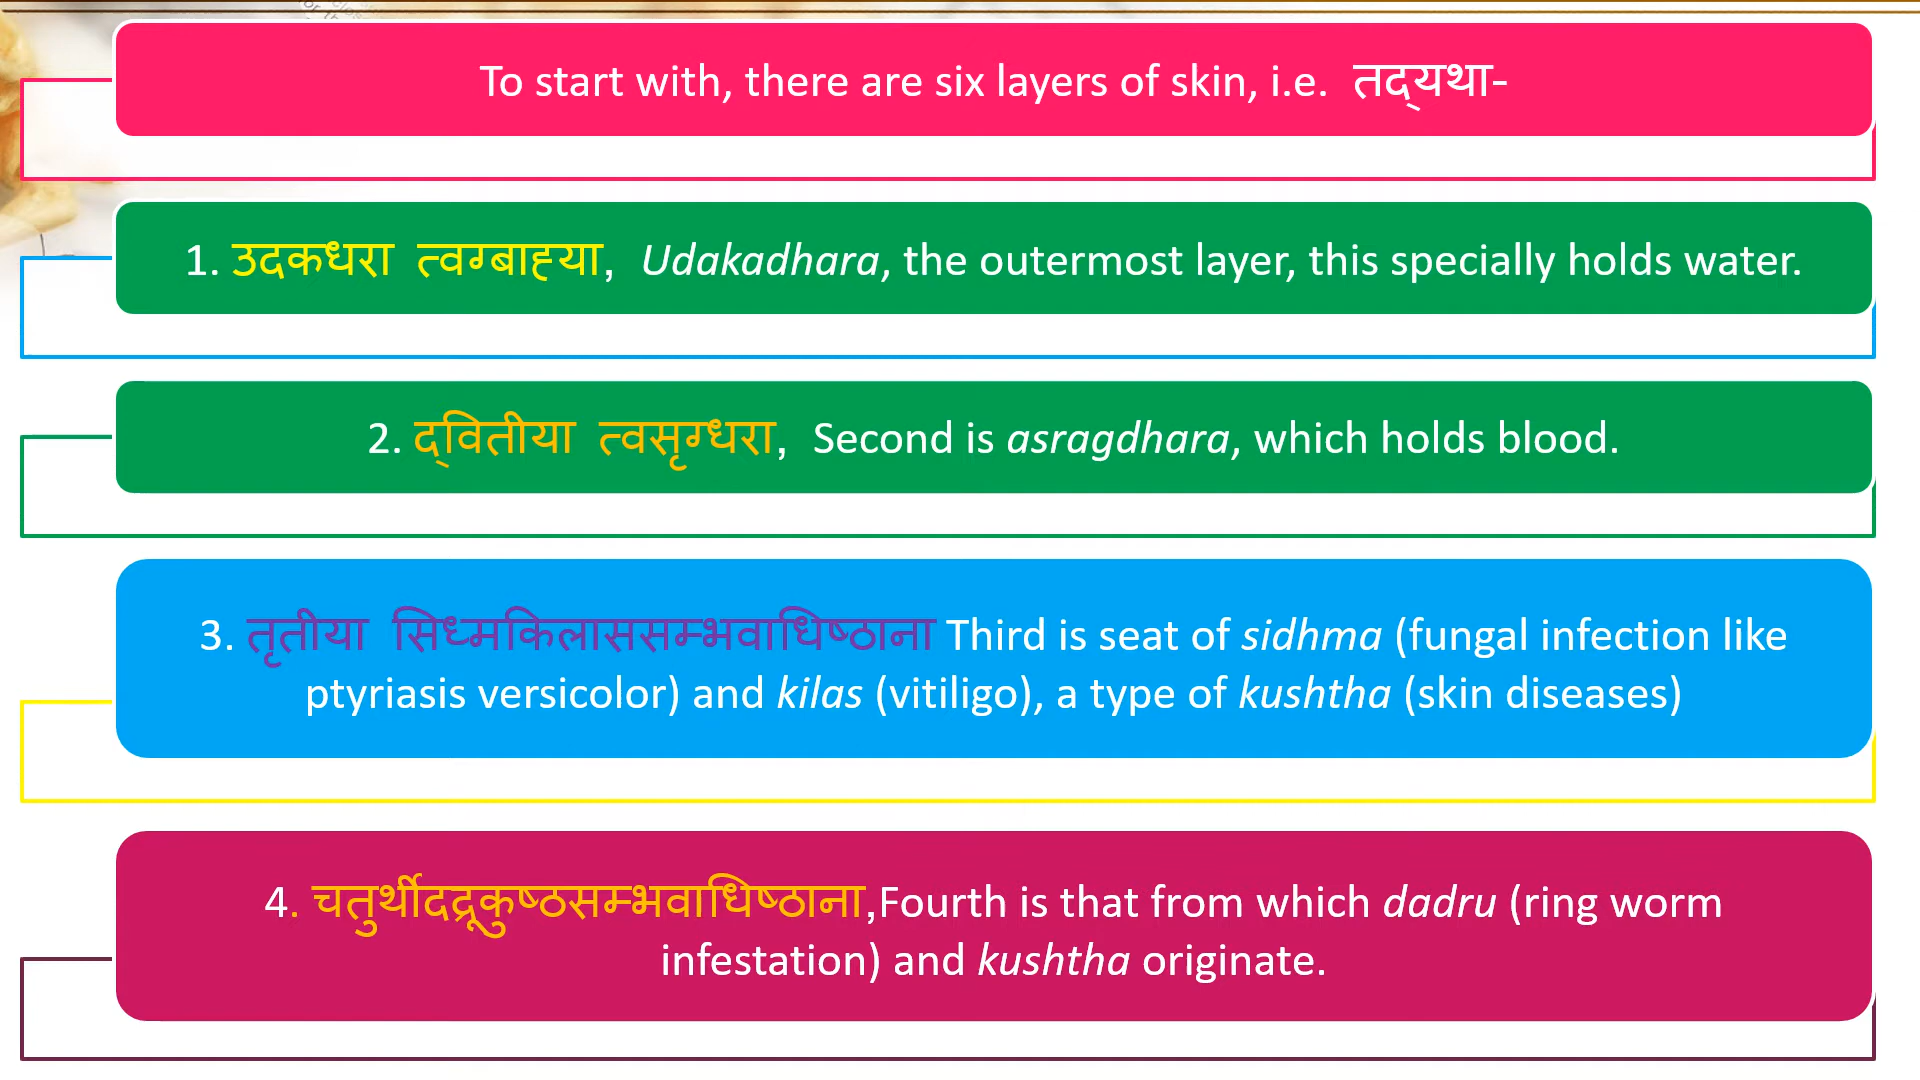 To start with, there are six layers of skin, i.e. तद्‌यथा-
1. उदकधरा त्वग्बाह्या, Udakadhara, the outermost layer, this specially holds water.
2. द्‌वितीया त्वसृग्धरा, Second is asragdhara, which holds blood.
3. तृतीया सिध्मकिलाससम्भवाधिष्ठाना Third is seat of sidhma (fungal infection like
ptyriasis versicolor) and kilas (vitiligo), a type of kushtha (skin diseases)
4. चतुर्थीदद्रूकुष्ठसम्भवाधिष्ठाना,Fourth is that from which dadru (ring worm
infestation) and kushtha originate.